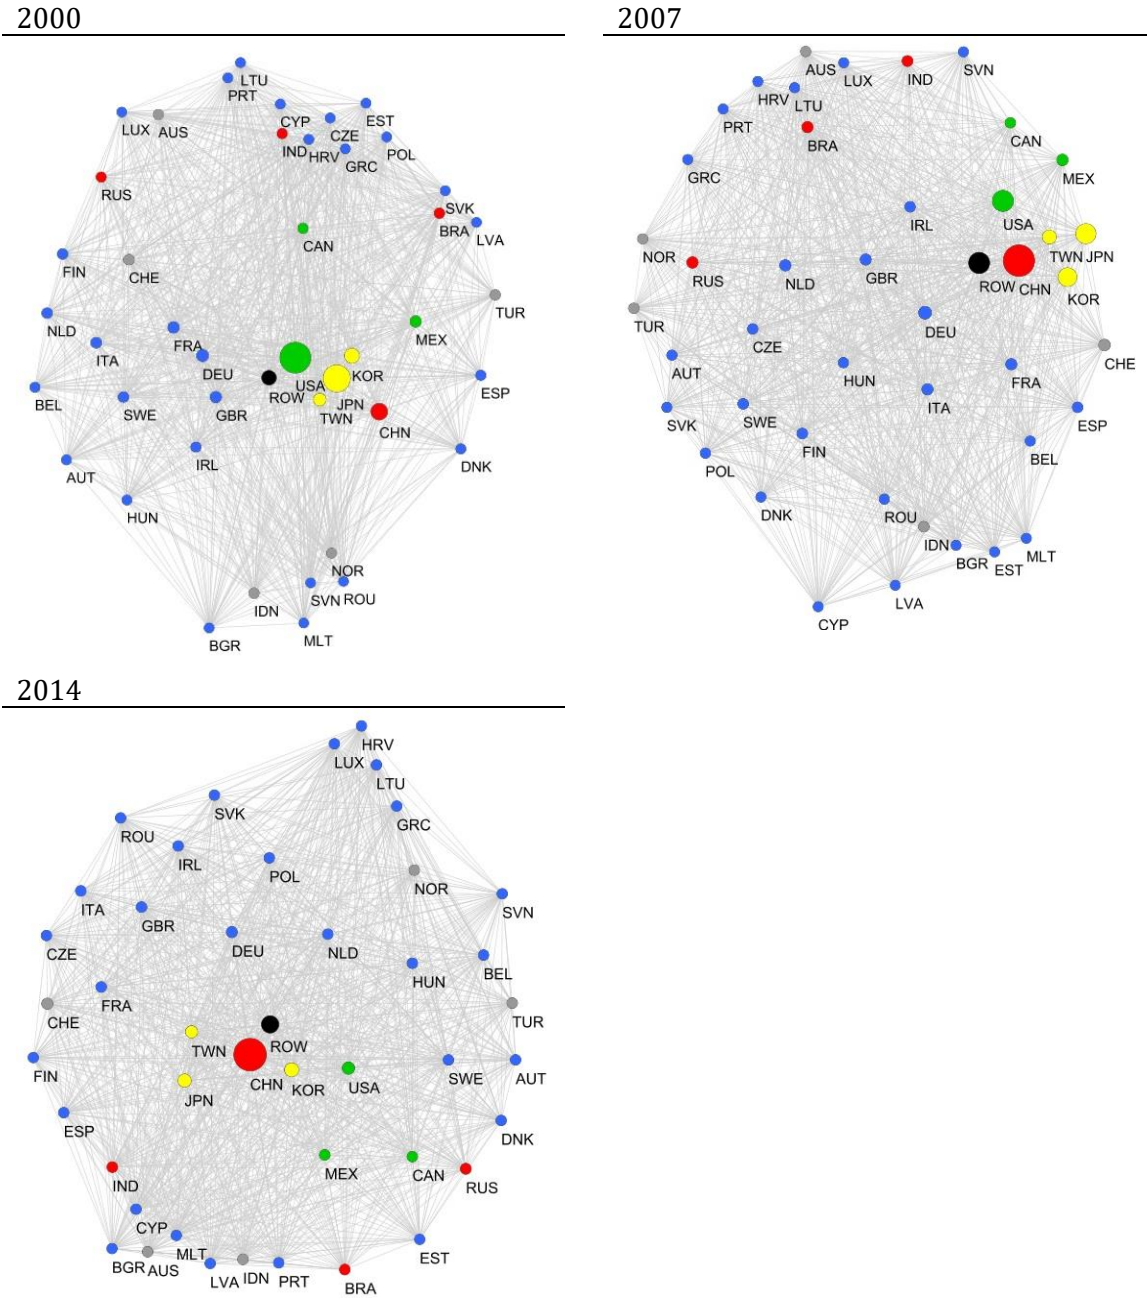 2000
LTU
PRT
CYP
EST
LUX
AUS
CZE
IND
HRV
GRC
POL
RUS
SVK
BRA
LVA
CAN
FIN
CHE
TUR
NLD
MEX
FRA
ITA
DEU
USA
KOR
ROW
JPN
ESP
BEL
SWE
GBR
TWN
CHN
IRL
DNK
AUT
HUN
NOR
SVN
ROU
IDN
MLT
BGR
2007
AUS
LUX
IND
SVN
HRV
LTU
PRT
CAN
BRA
MEX
GRC
IRL
USA
NOR
TWN
JPN
RUS
NLD
GBR
ROW
CHN
KOR
TUR
DEU
CZE
CHE
AUT
HUN
FRA
ITA
SVK
SWE
ESP
FIN
BEL
POL
DNK
ROU
IDN
BGR
EST
MLT
LVA
CYP
2014
HRV
LUX
LTU
SVK
GRC
ROU
IRL
POL
NOR
ITA
GBR
SVN
CZE
DEU
NLD
BEL
HUN
FRA
CHE
TUR
TWN
ROW
FIN
CHN
KOR
USA
SWE
AUT
JPN
ESP
DNK
IND
MEX
CAN
RUS
CYP
MLT
EST
BGR
AUS
LVA
IDN
PRT
BRA